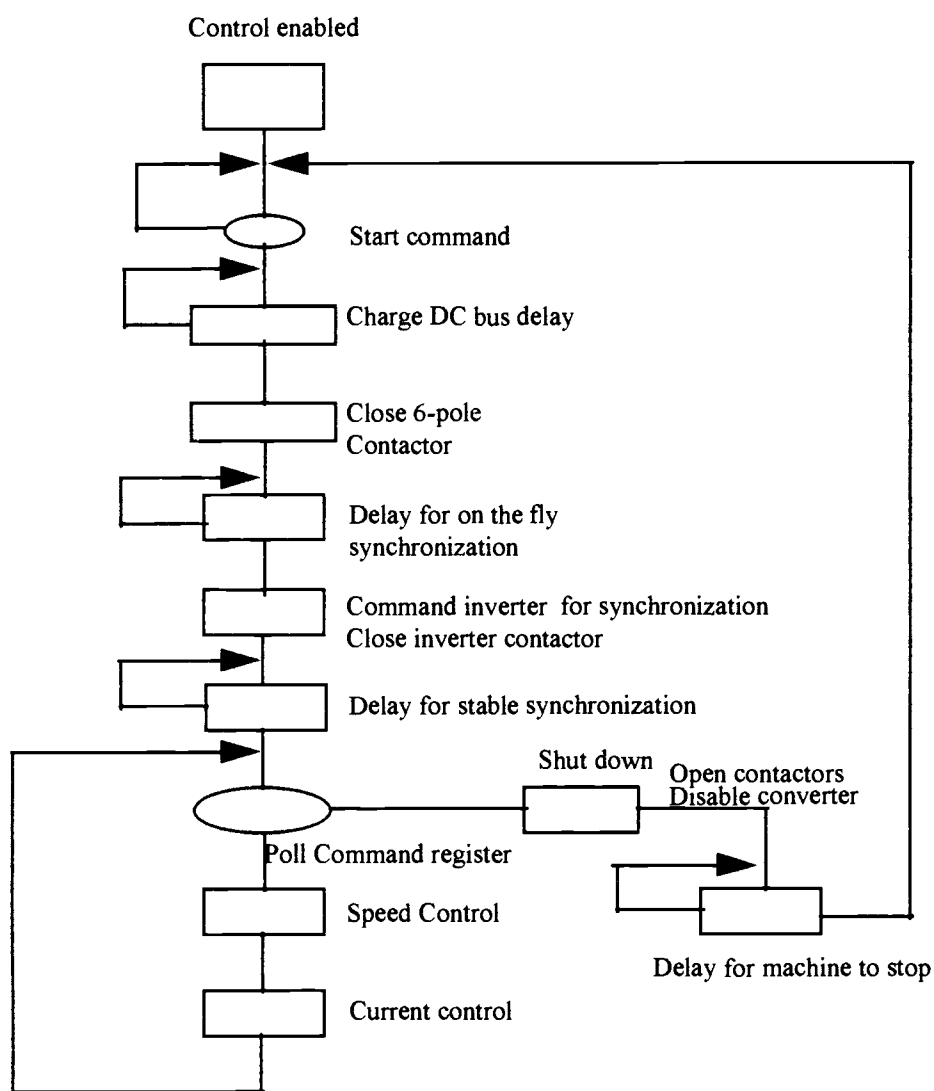 Control enabled
Start command
Charge DC bus delay
Close 6-pole
Contactor
Delay for on the fly
synchronization
Command inverter for synchronization
Close inverter contactor
Delay for stable synchronization
Shut down
Open contactors
Disable converter
Poll Command register
Speed Control
Delay for machine to stop
Current control